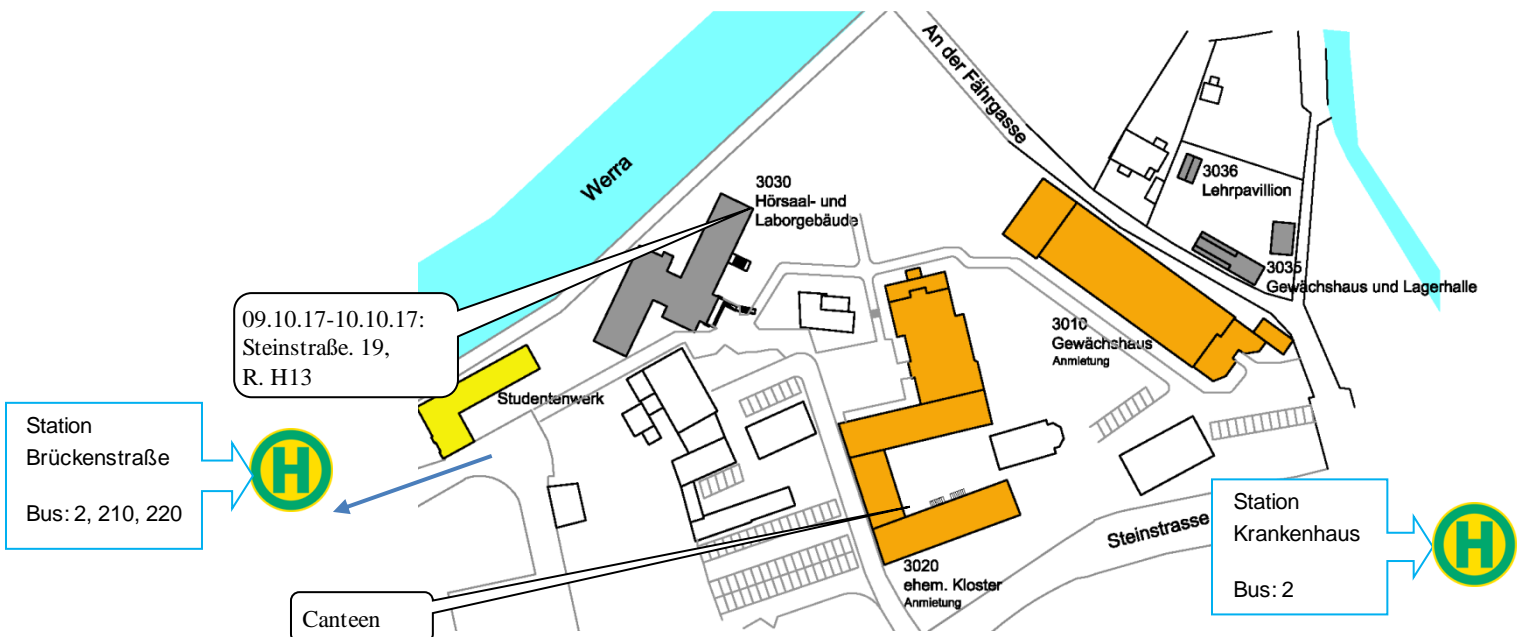 An der Fährgasse
Werra
3036
Lehrpavillion
3030
Hörsaal- und
Laborgebäude
3035
Gewächshaus und Lagerhalle
09.10.17-10.10.17:
Steinstraße. 19,
R. H13
3010
Gewächshaus
Anmietung
Studentenwerk
Station
Brückenstraße
Bus: 2, 210, 220
H
Steinstrasse
Station
Krankenhaus
Bus: 2
H
3020
ehem. Kloster
Anmietung
Canteen